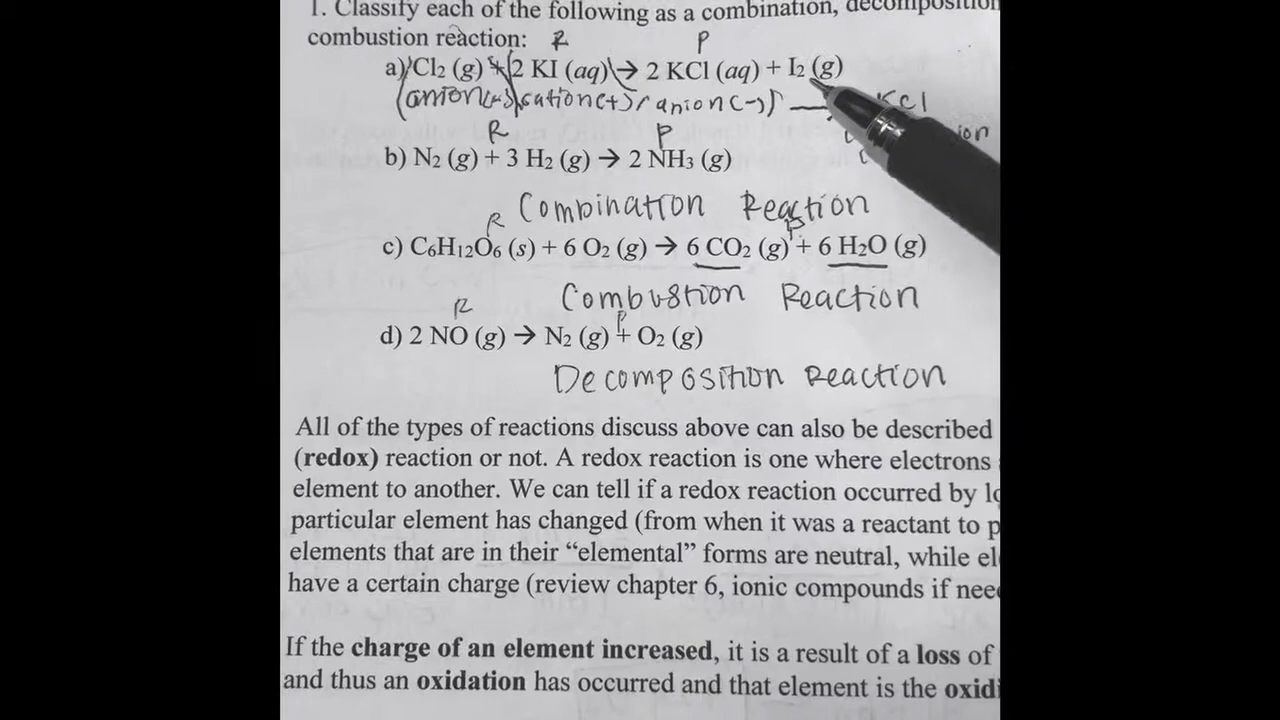 1. Classify each of the following as a combination, decomposition
combustion reaction: R P
a) Cl₂ (g) + 2 KI (aq) → 2 KCl (aq) + I₂ (g)
(anion(-)) cation(+) (anion(-)) → KCl
R P
b) N₂ (g) + 3 H₂ (g) → 2 NH₃ (g)
Combination Reaction
R P
c) C₆H₁₂O₆ (s) + 6 O₂ (g) → 6 CO₂ (g) + 6 H₂O (g)
Combustion Reaction
R P
d) 2 NO (g) → N₂ (g) + O₂ (g)
Decomposition Reaction
All of the types of reactions discuss above can also be described
(redox) reaction or not. A redox reaction is one where electrons
element to another. We can tell if a redox reaction occurred by
particular element has changed (from when it was a reactant to p
elements that are in their “elemental” forms are neutral, while
have a certain charge (review chapter 6, ionic compounds if
If the charge of an element increased, it is a result of a loss of
and thus an oxidation has occurred and that element is the